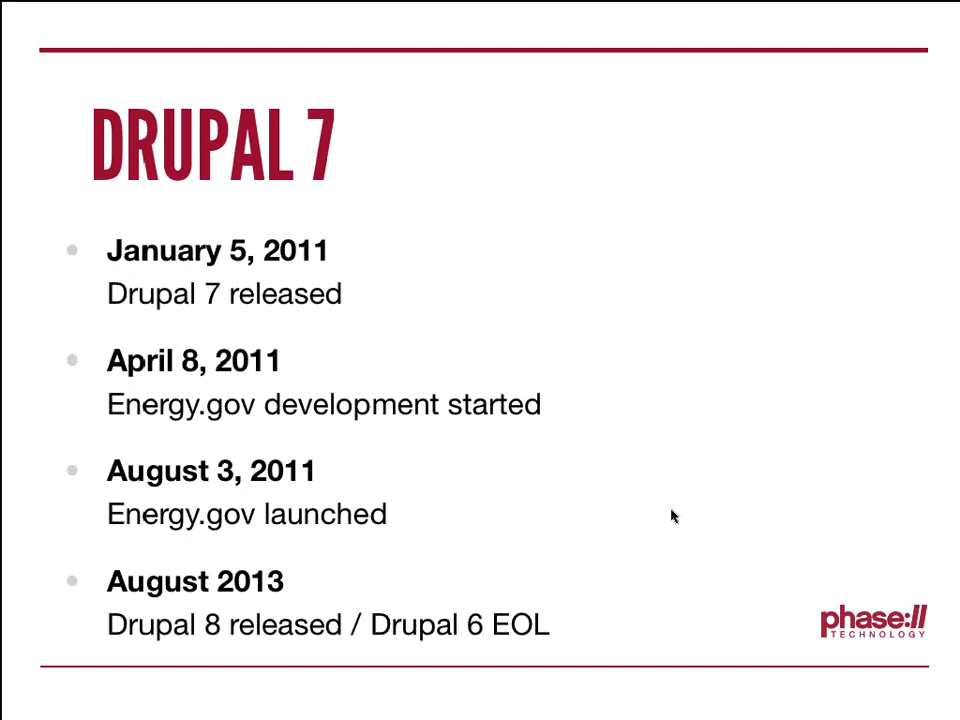 DRUPAL 7
January 5, 2011
Drupal 7 released
April 8, 2011
Energy.gov development started
August 3, 2011
Energy.gov launched
August 2013
Drupal 8 released / Drupal 6 EOL
phase:ll
TECHNOLOGY